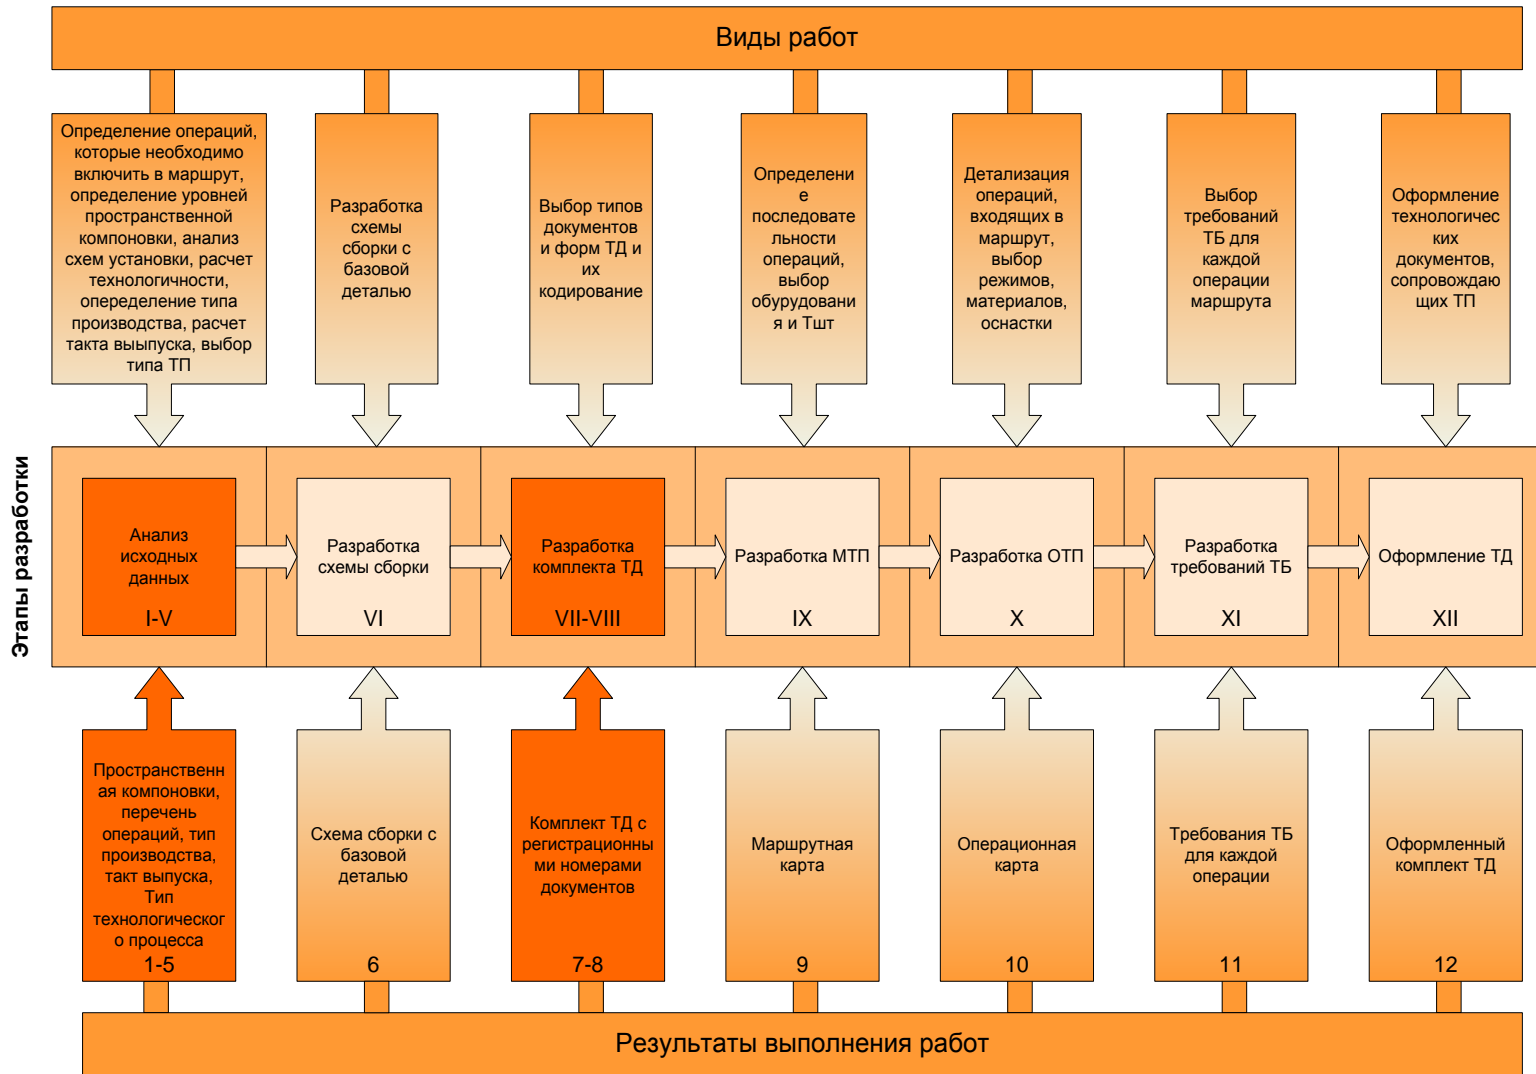 Виды работ
Определение операций,
которые необходимо
включить в маршрут,
определение уровней
пространственной
компоновки, анализ
схем установки, расчет
технологичности,
опеределение типа
производства, расчет
такта выыпуска, выбор
типа ТП
Разработка
схемы
сборки с
базовой
деталью
Выбор типов
документов
и форм ТД и
их
кодирование
Определени
е
последовате
льности
операций,
выбор
обурудовани
я и Тшт
Детализация
операций,
входящих в
маршрут,
выбор
режимов,
материалов,
оснастки
Выбор
требований
ТБ для
каждой
операции
маршрута
Оформление
технологичес
ких
документов,
сопровождаю
щих ТП
Этапы разработки
Анализ
исходных
данных
I-V
Разработка
схемы сборки
VI
Разработка
комплекта ТД
VII-VIII
Разработка МТП
IX
Разработка ОТП
X
Разработка
требований ТБ
XI
Оформление ТД
XII
Пространственн
ая компоновки,
перечень
операций, тип
производства,
такт выпуска,
Тип
технологическог
о процесса
1-5
Схема сборки с
базовой
деталью
6
Комплект ТД с
регистрационны
ми номерами
документов
7-8
Маршрутная
карта
9
Операционная
карта
10
Требования ТБ
для каждой
операции
11
Оформленный
комплект ТД
12
Результаты выполнения работ